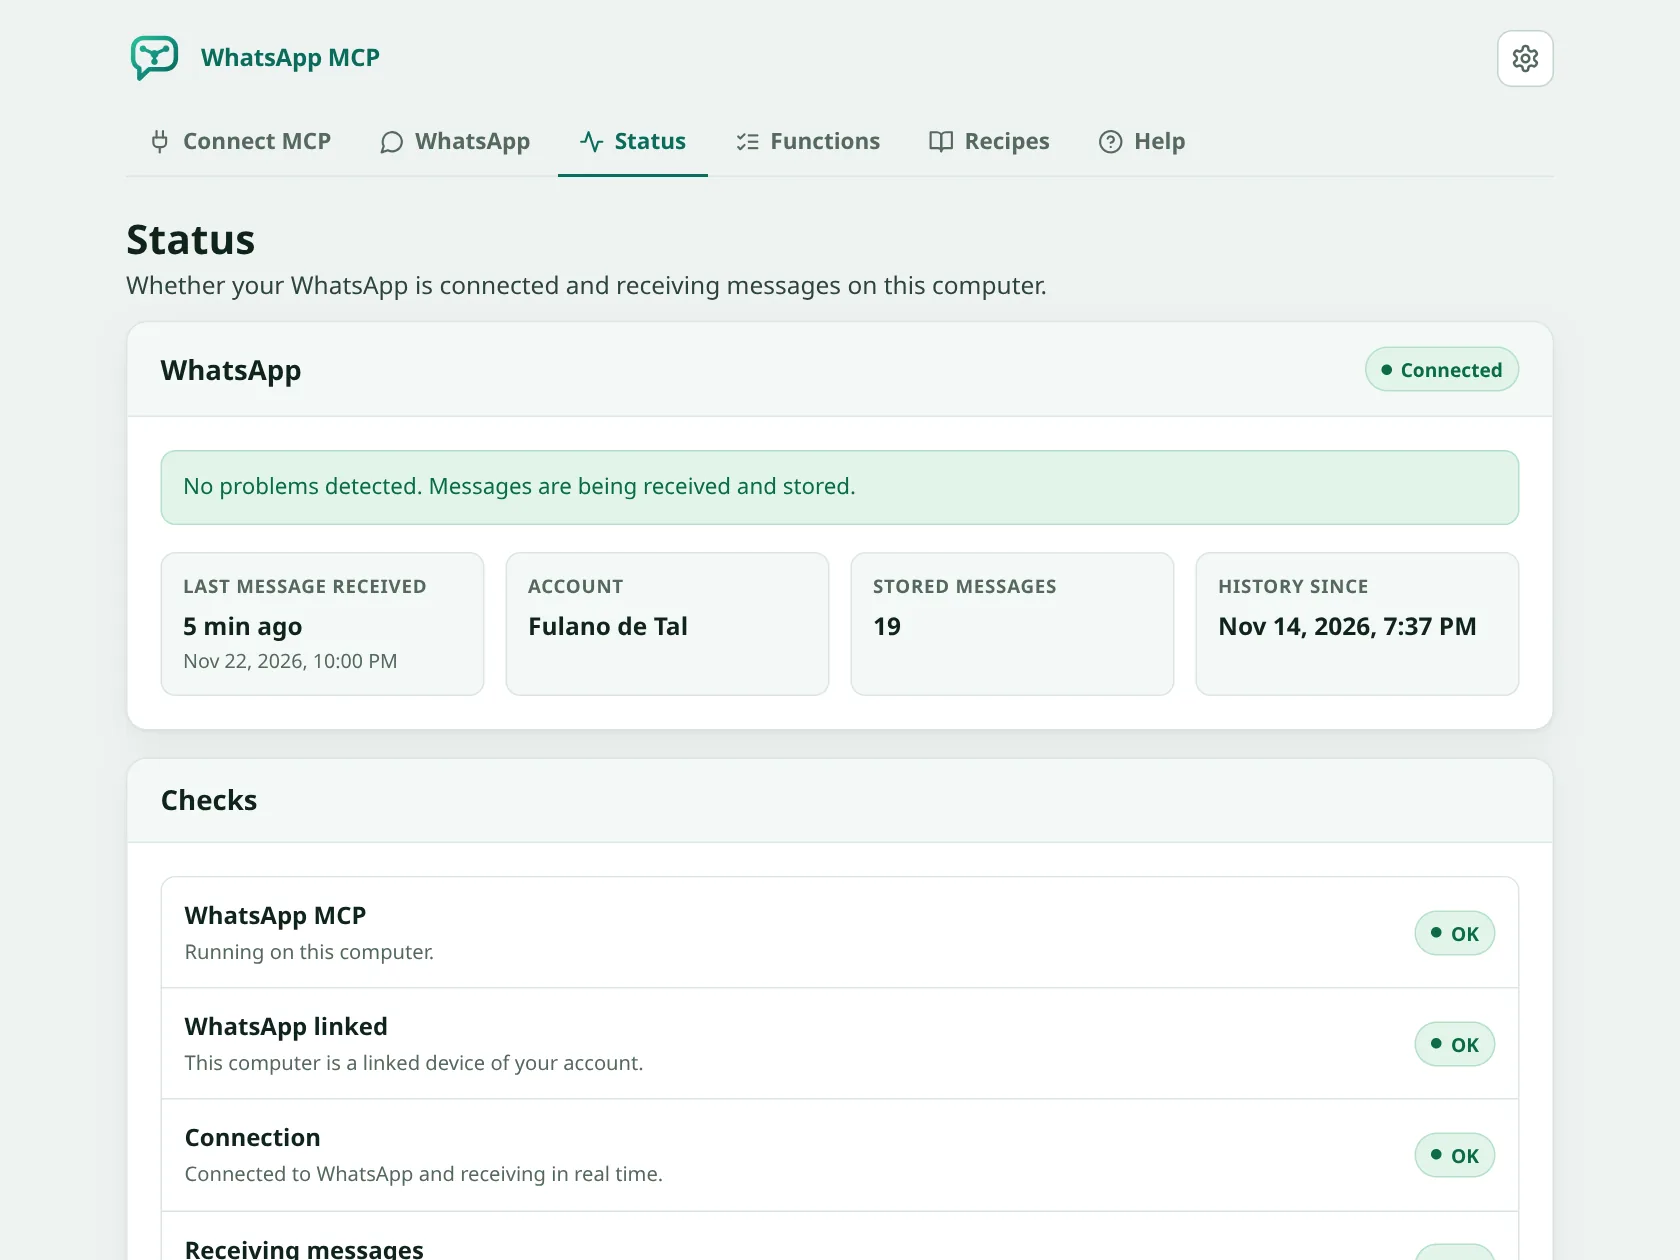 WhatsApp MCP
Connect MCP
WhatsApp
Status
Functions
Recipes
Help
Status
Whether your WhatsApp is connected and receiving messages on this computer.
WhatsApp
Connected
No problems detected. Messages are being received and stored.
LAST MESSAGE RECEIVED
5 min ago
Nov 22, 2026, 10:00 PM
ACCOUNT
Fulano de Tal
STORED MESSAGES
19
HISTORY SINCE
Nov 14, 2026, 7:37 PM
Checks
WhatsApp MCP
Running on this computer.
OK
WhatsApp linked
This computer is a linked device of your account.
OK
Connection
Connected to WhatsApp and receiving in real time.
OK
Receiving messages